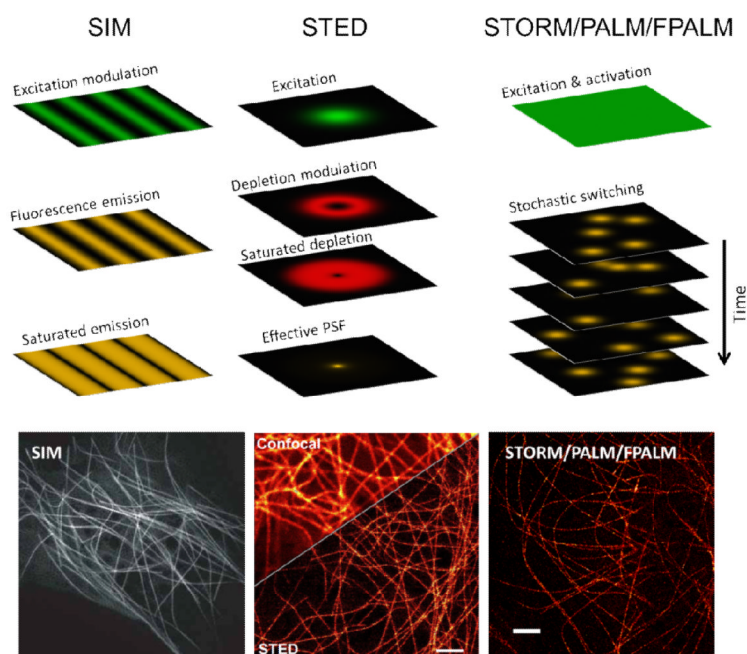 SIM
STED
STORM/PALM/FPALM
Excitation modulation
Fluorescence emission
Saturated emission
Excitation
Depletion modulation
Saturated depletion
Effective PSF
Excitation & activation
Stochastic switching
Time
SIM
Confocal
STED
STORM/PALM/FPALM